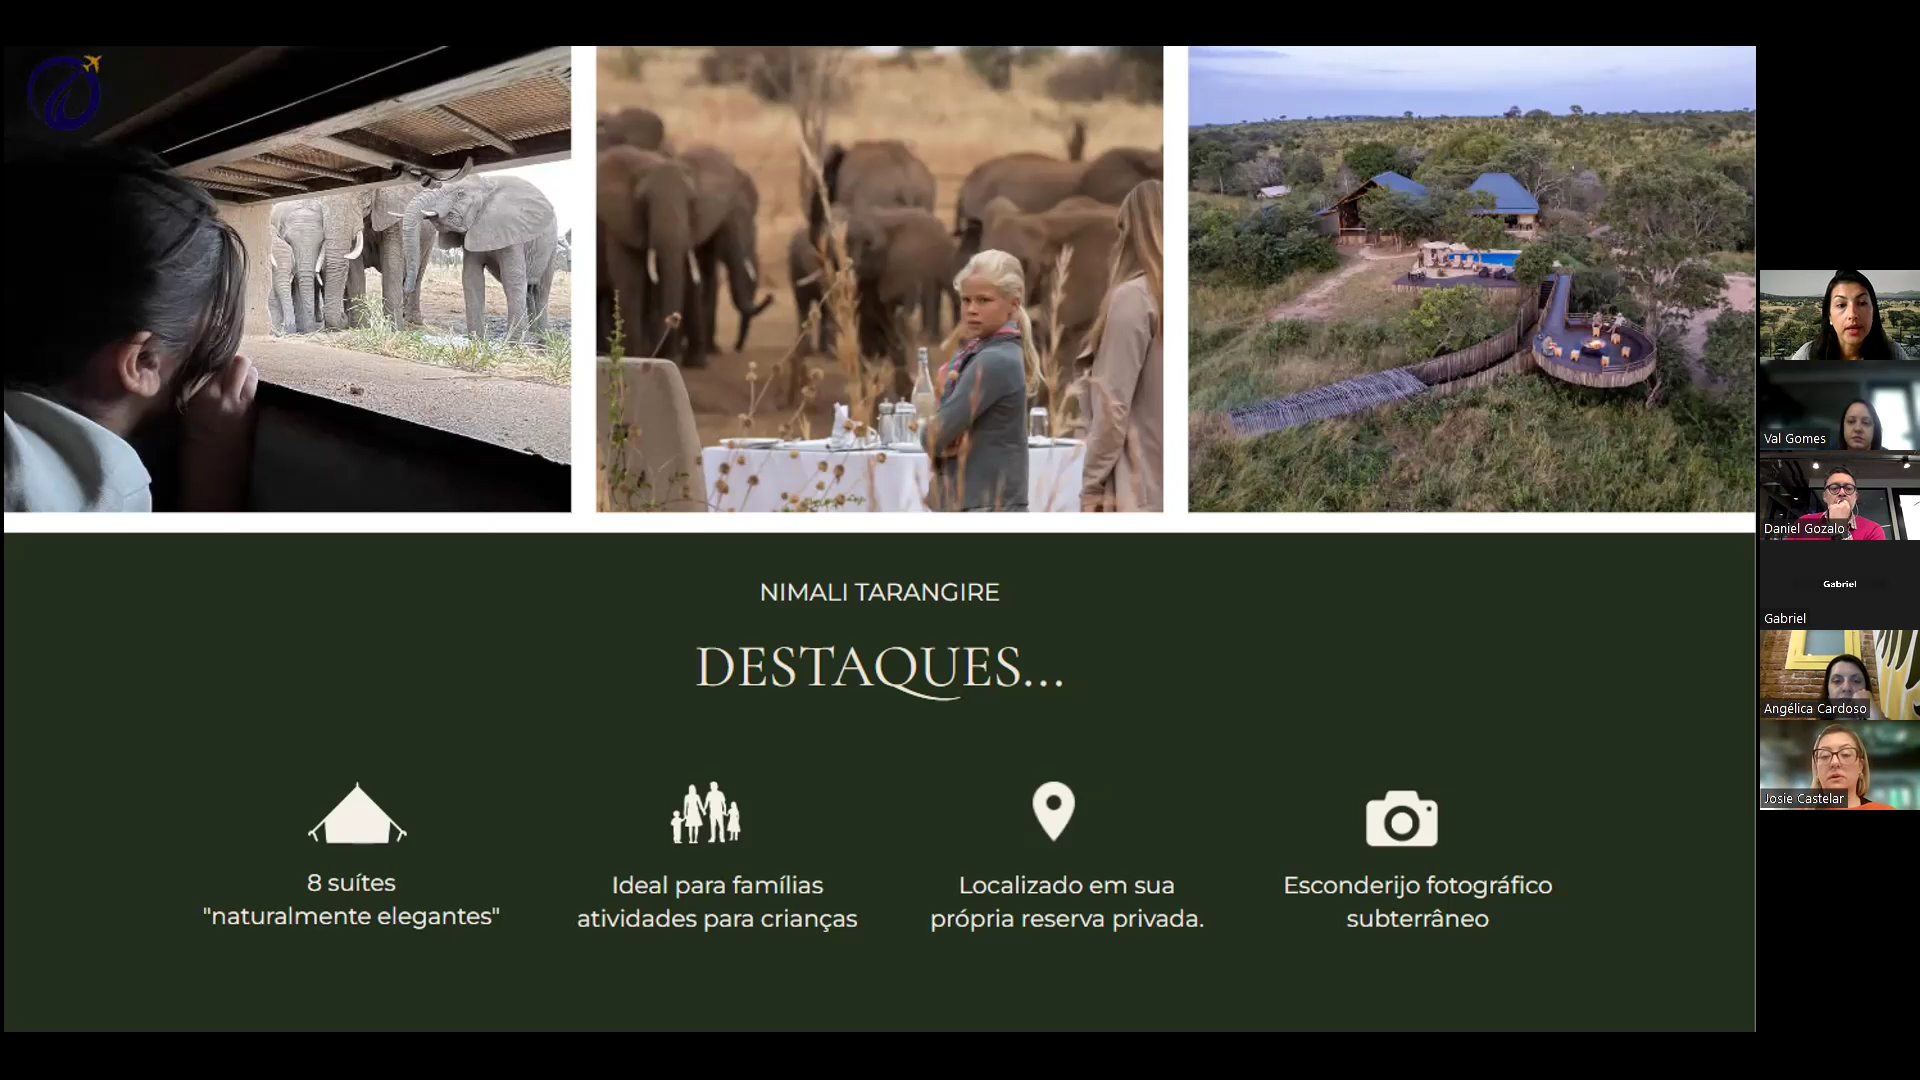 NIMALI TARANGIRE
DESTAQUES...
8 suítes
"naturalmente elegantes"
Ideal para famílias
atividades para crianças
Localizado em sua
própria reserva privada.
Esconderijo fotográfico
subterrâneo
Val Gomes
Daniel Gozalo
Gabriel
Gabriel
Angélica Cardoso
Josie Castelar